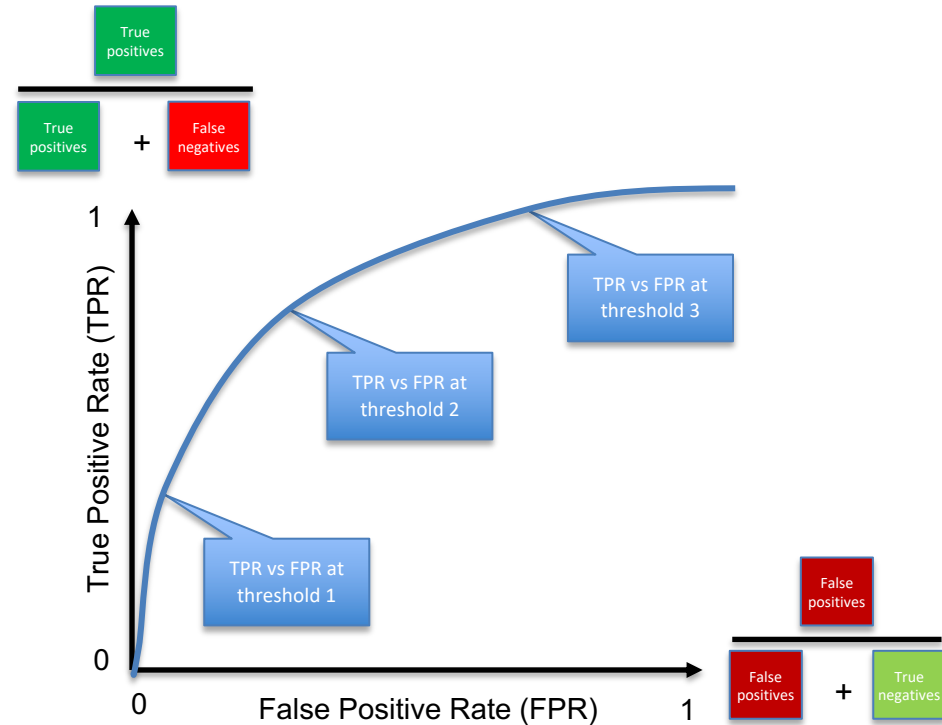 True
positives
True
positives
+
False
negatives
1
True Positive Rate (TPR)
0
TPR vs FPR at
threshold 3
TPR vs FPR at
threshold 2
TPR vs FPR at
threshold 1
False
positives
False
positives
+
True
negatives
0
False Positive Rate (FPR)
1